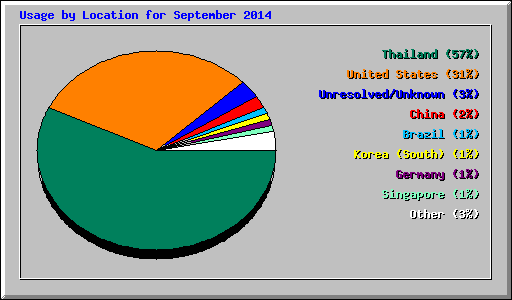 Usage by Location for September 2014
Thailand (57%)
United States (31%)
Unresolved/Unknown (3%)
China (2%)
Brazil (1%)
Korea (South) (1%)
Germany (1%)
Singapore (1%)
Other (3%)